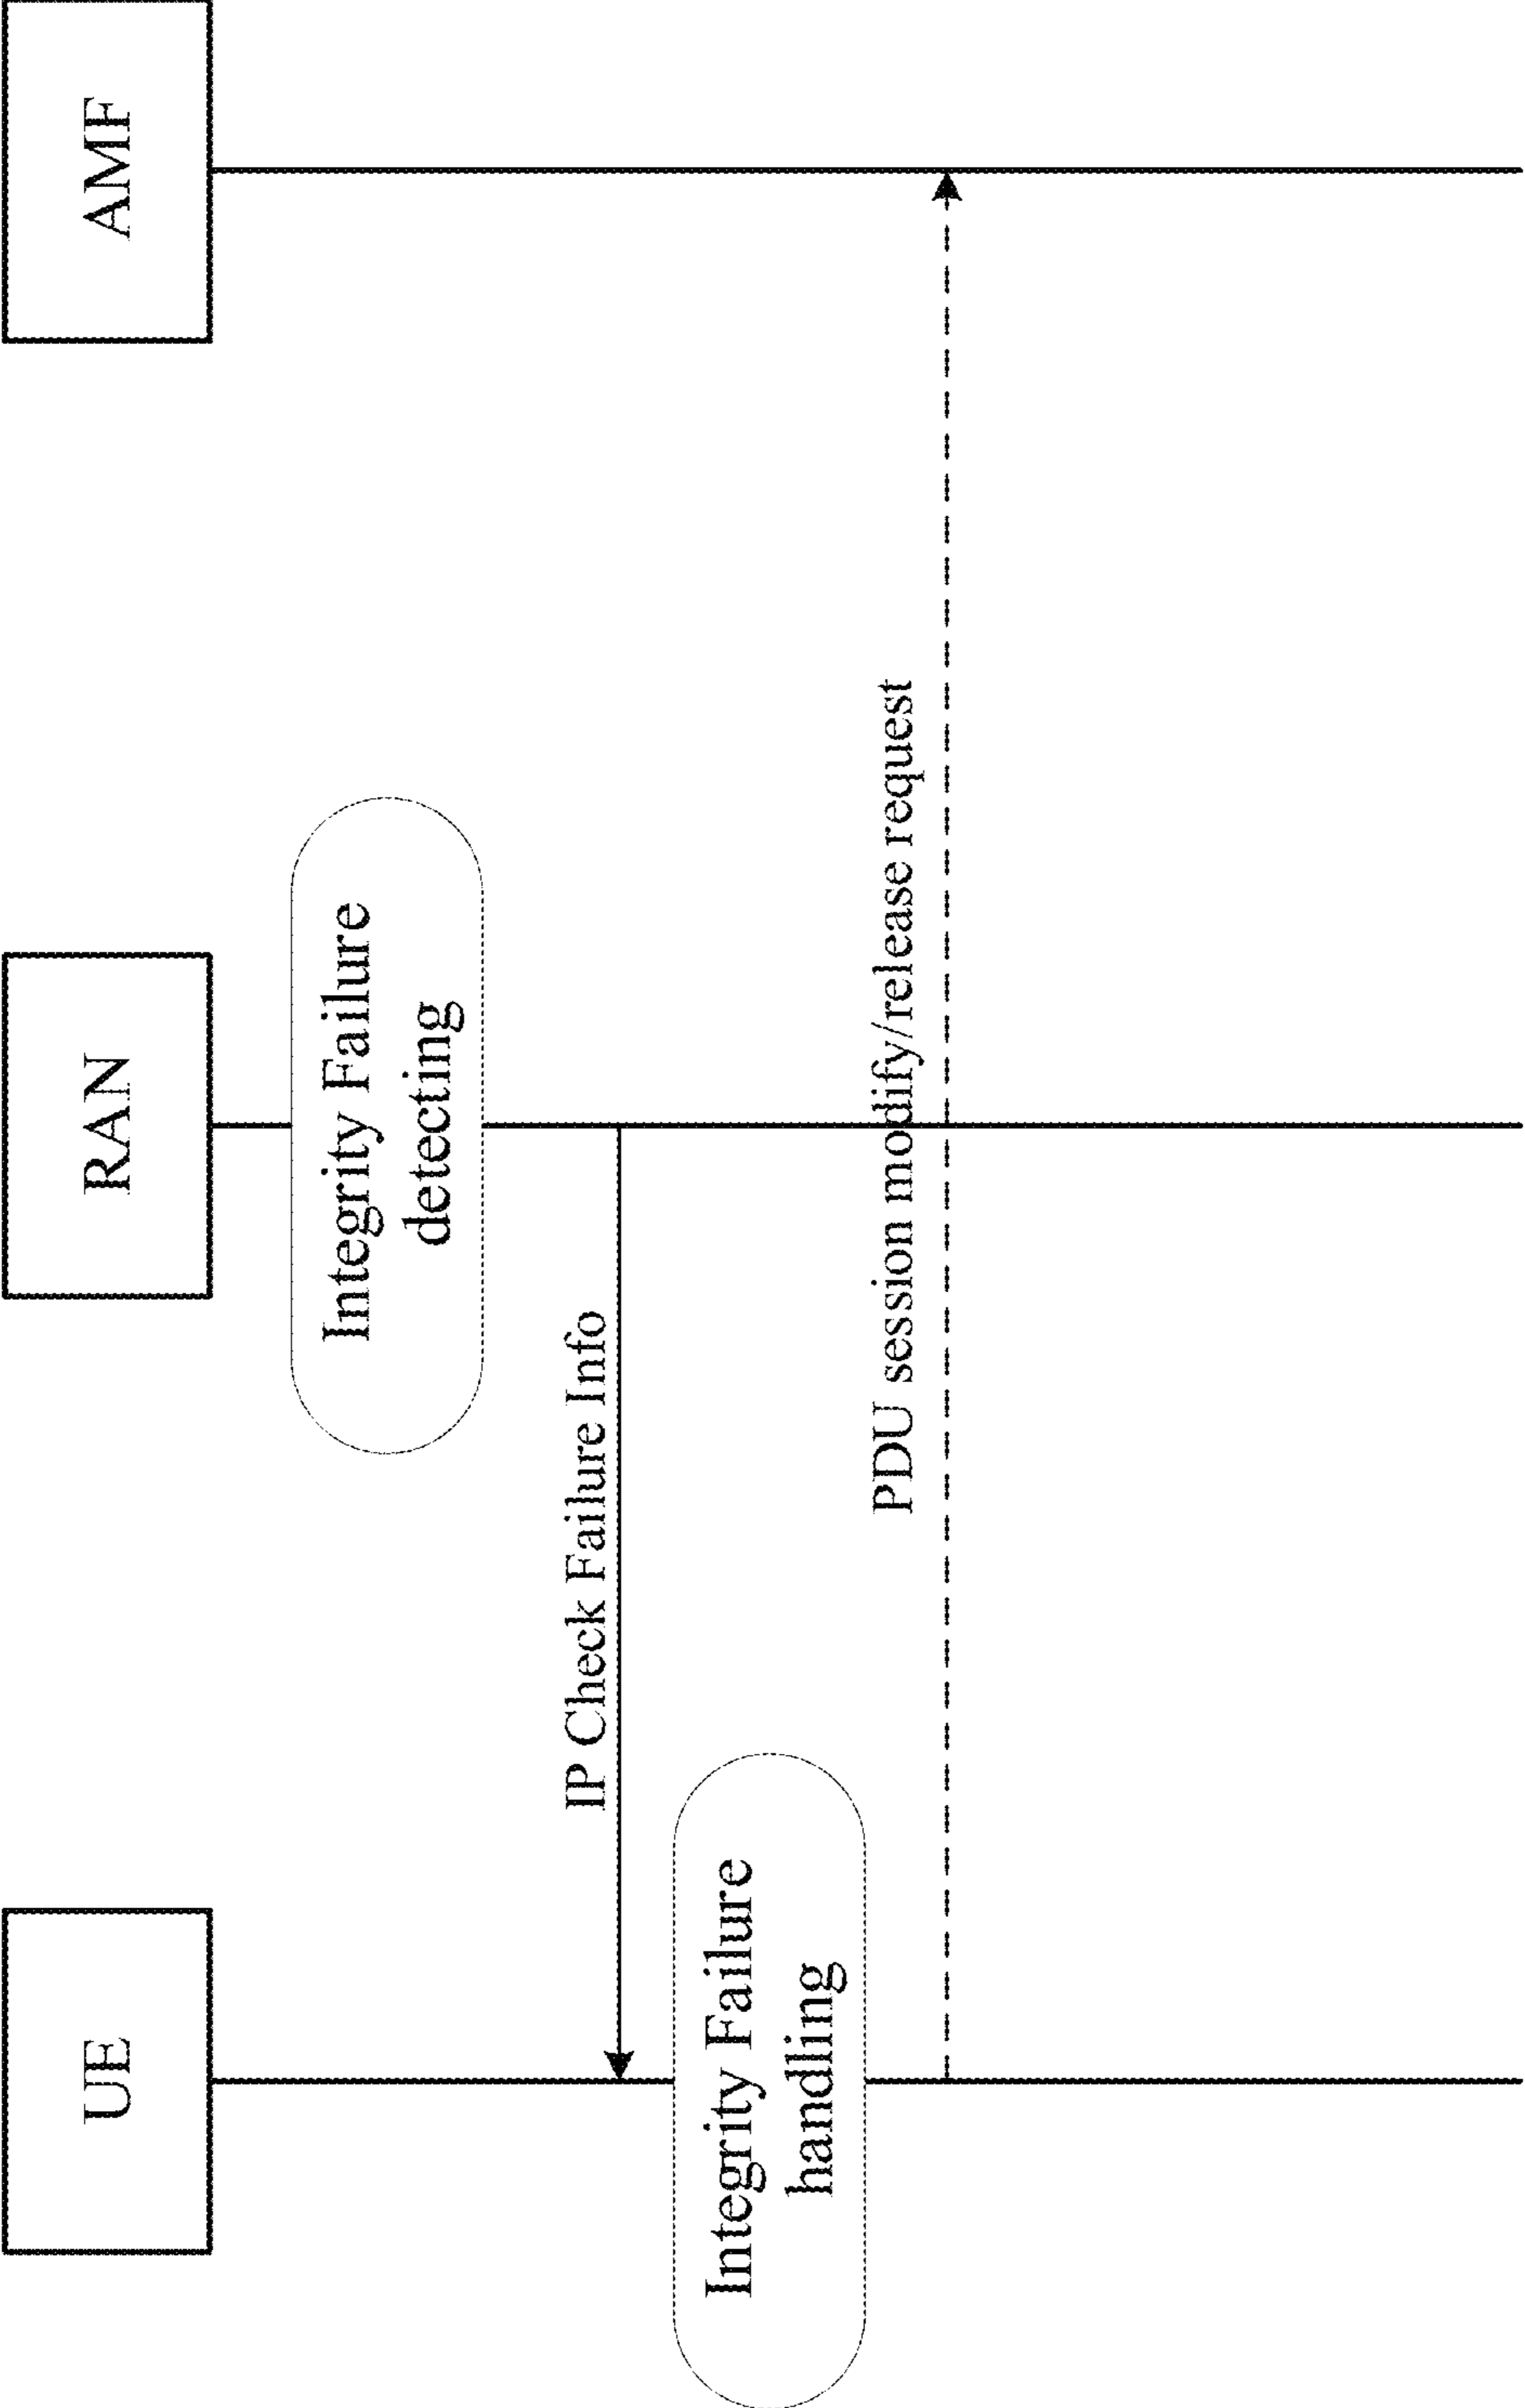 UE
RAN
AMF
Integrity Failure
detecting
IP Check Failure Info
Integrity Failure
handling
PDU session modify/release request